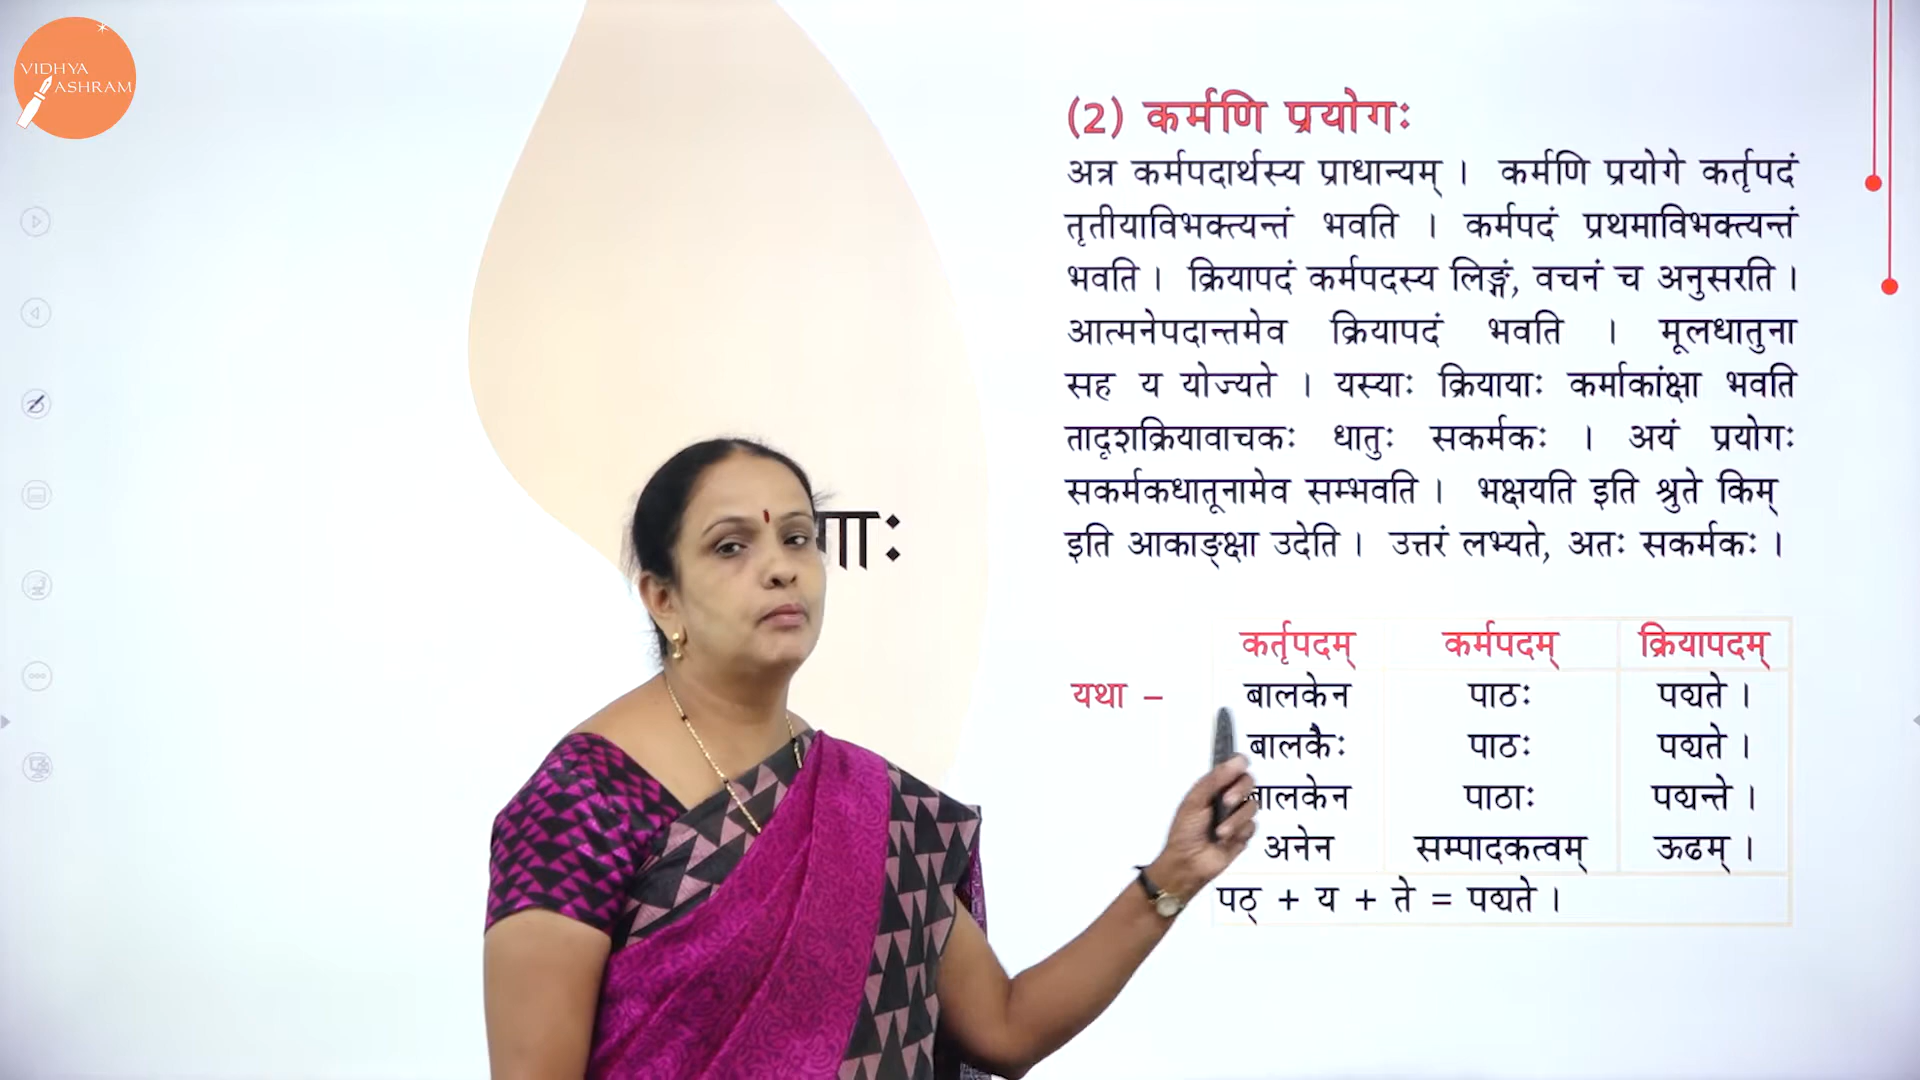 VIDHYA
ASHRAM
(2) कर्मणि प्रयोगः
अत्र कर्मपदार्थस्य प्राधान्यम् । कर्मणि प्रयोगे कर्तृपदं
तृतीयाविभक्त्यन्तं भवति । कर्मपदं प्रथमाविभक्त्यन्तं
भवति । क्रियापदं कर्मपदस्य लिङ्गं, वचनं च अनुसरति ।
आत्मनेपदान्तमेव क्रियापदं भवति । मूलधातुना
सह य योज्यते । यस्याः क्रियायाः कर्माकांक्षा भवति
तादृशक्रियावाचकः धातुः सकर्मकः । अयं प्रयोगः
सकर्मकधातूनामेव सम्भवति । भक्षयति इति श्रुते किम्
इति आकाङ्क्षा उदेति । उत्तरं लभ्यते, अतः सकर्मकः ।
कर्तृपदम् कर्मपदम् क्रियापदम्
यथा – बालकेन पाठः पठ्यते ।
बालकैः पाठः पठ्यते ।
बालकेन पाठाः पठ्यन्ते ।
अनेन सम्पादकत्वम् ऊढम् ।
पठ् + य + ते = पठ्यते ।